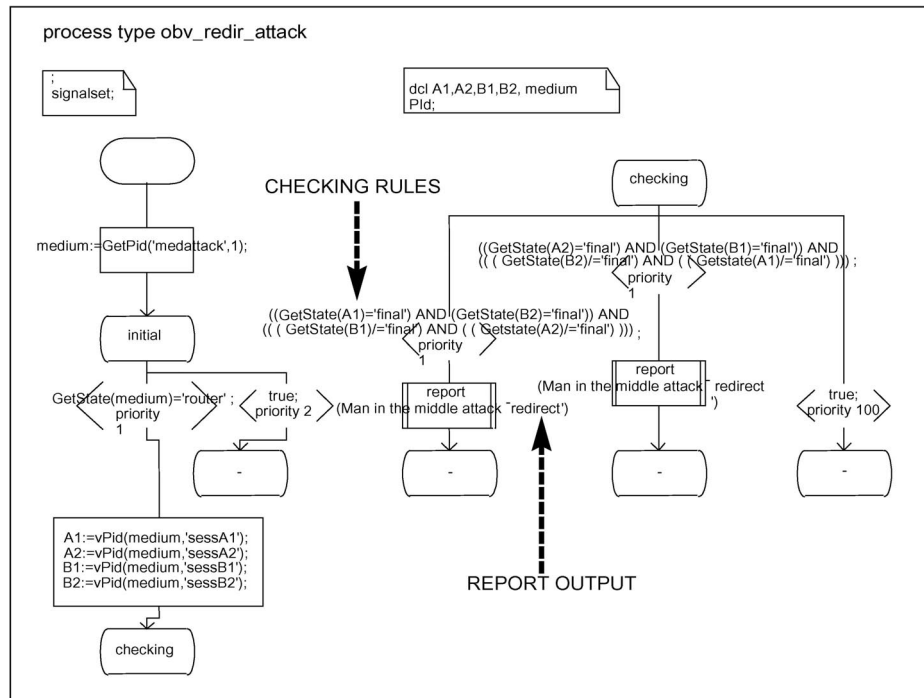 process type obv_redir_attack
;
signalset;
dcl A1,A2,B1,B2, medium
PId;
medium:=GetPid('medattack',1);
initial
GetState(medium)='router' ;
priority
1
true;
priority 2
-
A1:=vPid(medium,'sessA1');
A2:=vPid(medium,'sessA2');
B1:=vPid(medium,'sessB1');
B2:=vPid(medium,'sessB2');
checking
CHECKING RULES
checking
((GetState(A1)='final') AND (GetState(B2)='final')) AND
(( ( GetState(B1)/='final') AND ( ( Getstate(A2)/='final') ))) ;
priority
1
report
(Man in the middle attack - redirect')
-
((GetState(A2)='final') AND (GetState(B1)='final')) AND
(( ( GetState(B2)/='final') AND ( ( Getstate(A1)/='final') ))) ;
priority
1
report
(Man in the middle attack - redirect
')
-
true;
priority 100
-
REPORT OUTPUT